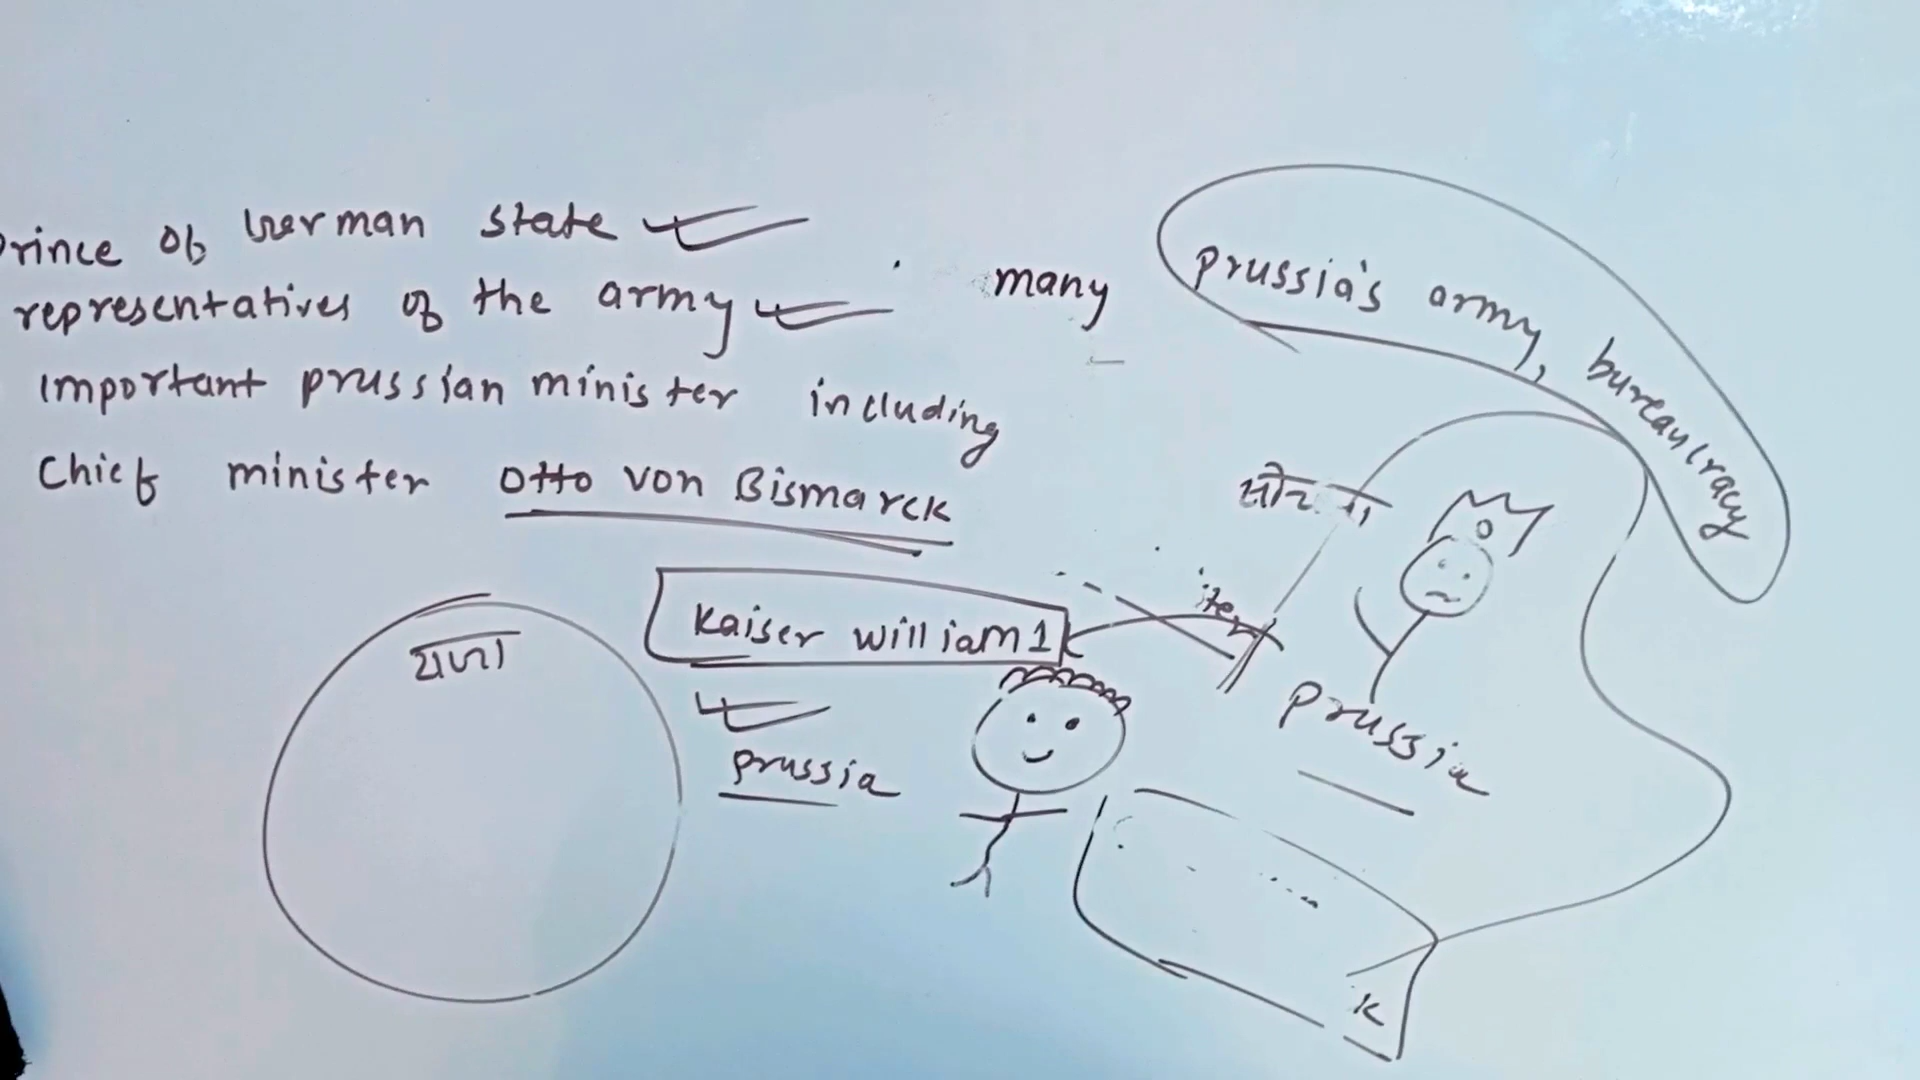 Prince of German state
representatives of the army
many
important prussian minister including
Chief minister Otto von Bismarck
Kaiser william 1
prussia
राजा
prussia's army, bureaucracy
prussia
K